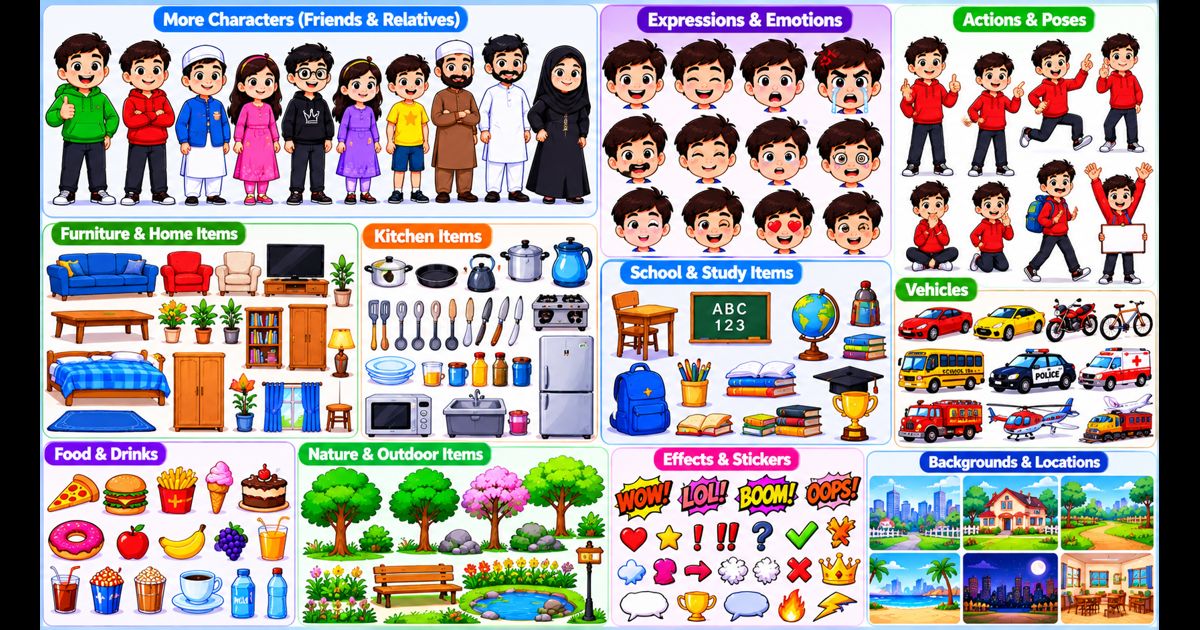 More Characters (Friends & Relatives)
Expressions & Emotions
Actions & Poses
Furniture & Home Items
Kitchen Items
School & Study Items
ABC
123
Vehicles
SCHOOL
POLICE
Food & Drinks
Nature & Outdoor Items
Effects & Stickers
WOW!
LOL!
BOOM!
OOPS!
Backgrounds & Locations